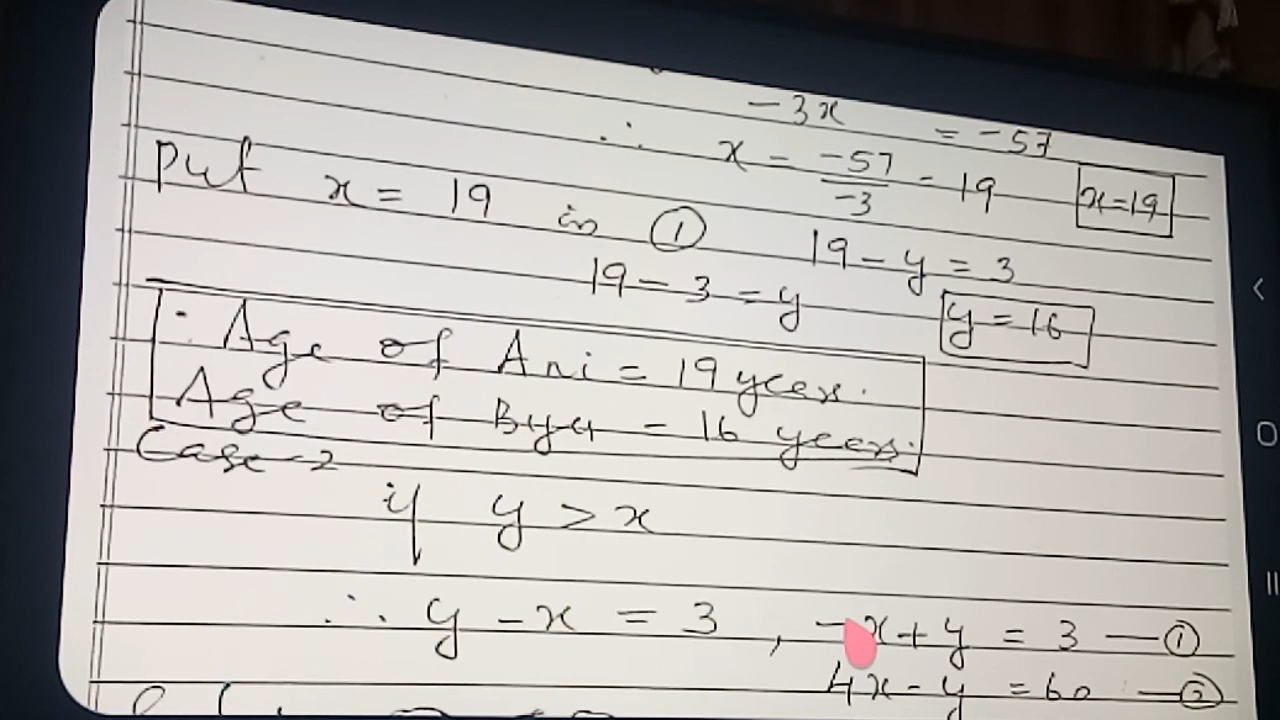 -3x = -57
∴ x = -57/-3 = 19 x=19
Put x = 19 in ① 19 - y = 3
19 - 3 = y y = 16
∴ Age of Ani = 19 years.
Age of Byu = 16 years.
Case-2
if y > x
∴ y - x = 3 , -x + y = 3 — ①
4x - y = 60 — ②